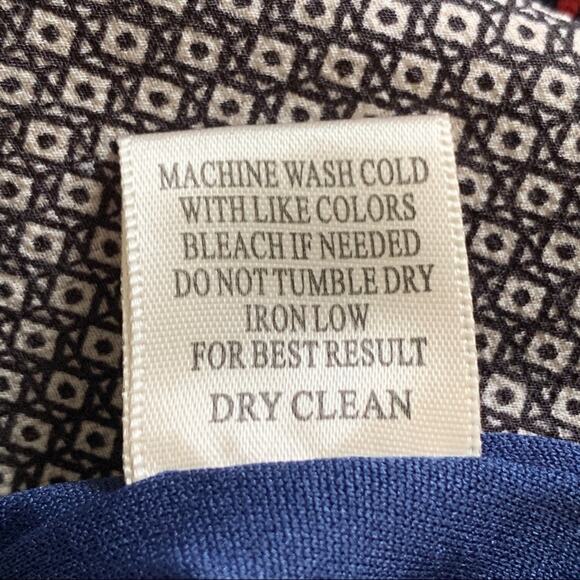 MACHINE WASH COLD
WITH LIKE COLORS
BLEACH IF NEEDED
DO NOT TUMBLE DRY
IRON LOW
FOR BEST RESULT
DRY CLEAN